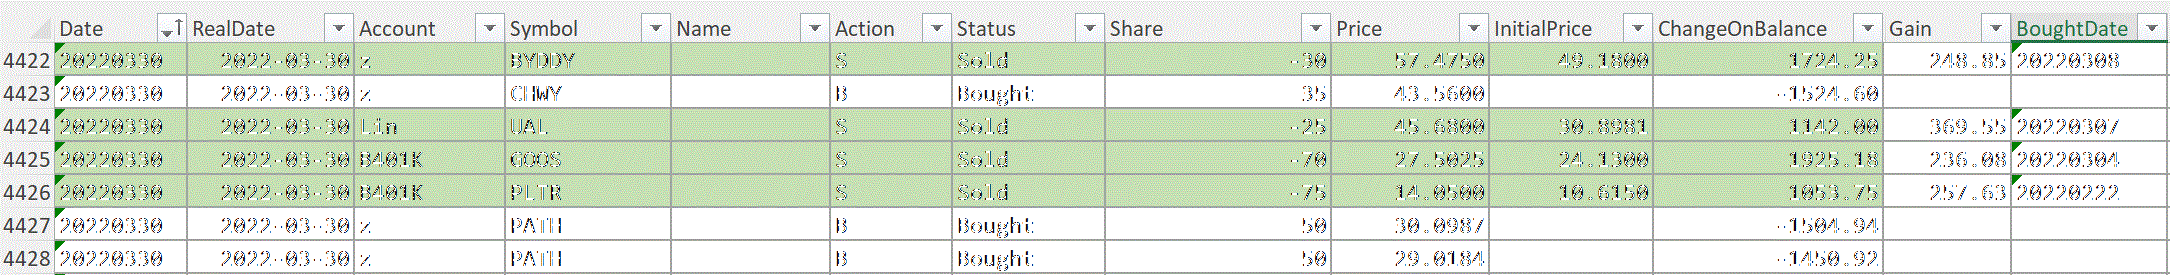 Date RealDate Account Symbol Name Action Status Share Price InitialPrice ChangeOnBalance Gain BoughtDate
4422 20220330 2022-03-30 z BYDDY S Sold -30 57.4750 49.1800 1724.25 248.85 20220308
4423 20220330 2022-03-30 z CHWY B Bought 35 43.5600 -1524.60
4424 20220330 2022-03-30 Lin UAL S Sold -25 45.6800 30.8981 1142.00 369.55 20220307
4425 20220330 2022-03-30 B401K GOOS S Sold -70 27.5025 24.1300 1925.18 236.08 20220304
4426 20220330 2022-03-30 B401K PLTR S Sold -75 14.0500 10.6150 1053.75 257.63 20220222
4427 20220330 2022-03-30 z PATH B Bought 50 30.0987 -1504.94
4428 20220330 2022-03-30 z PATH B Bought 50 29.0184 -1450.92